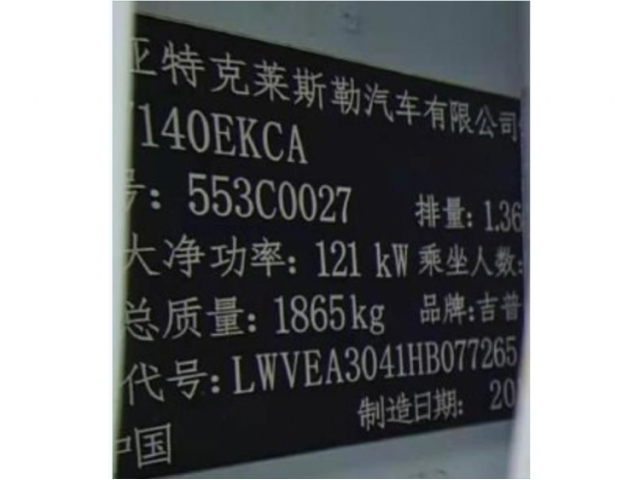 亚特克莱斯勒汽车有限公司
7140EKCA
号: 553C0027 排量: 1.36
大净功率: 121 kW 乘坐人数:
总质量: 1865kg 品牌: 吉普
代号: LWVEA3041HB077265
制造日期: 20
中国